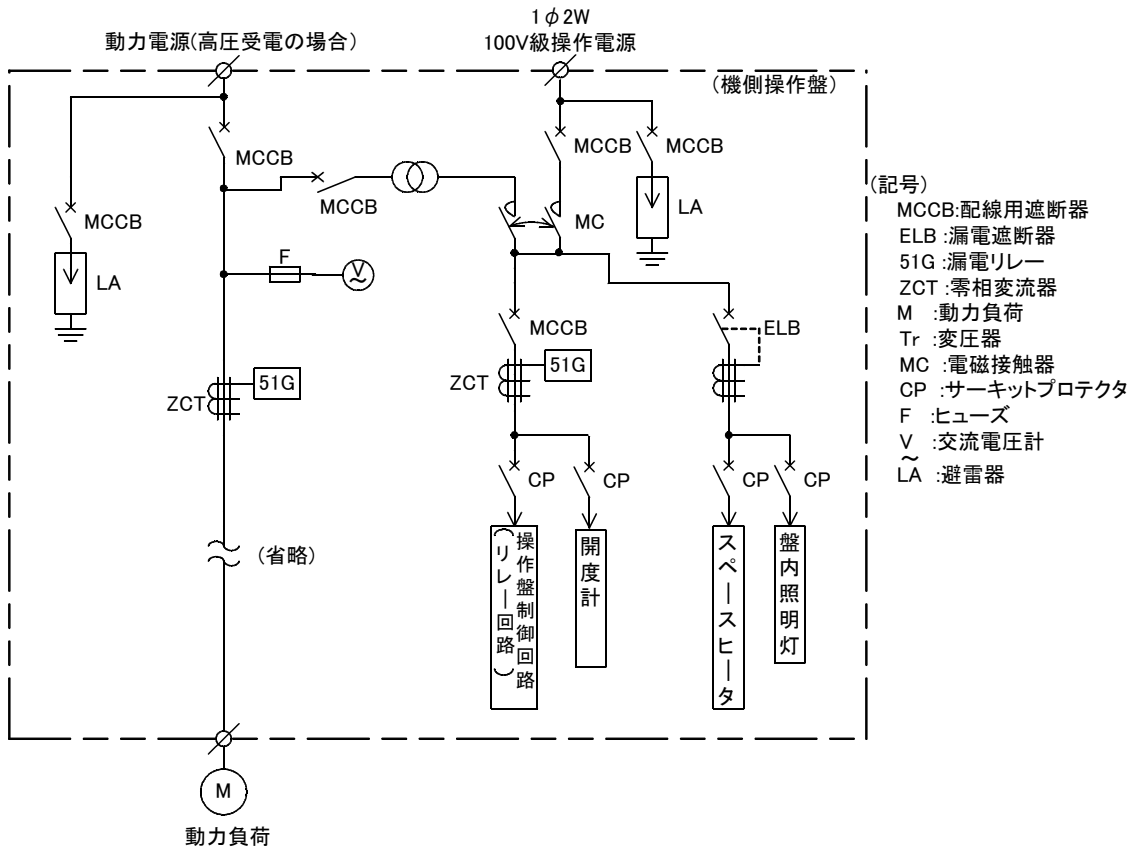 動力電源(高圧受電の場合)
1φ2W
100V級操作電源
(機側操作盤)
MCCB
MCCB
MCCB
MCCB
MCCB
LA
MC
LA
F
V
~
MCCB
ELB
ZCT
51G
ZCT
51G
CP
CP
CP
CP
(省略)
操作盤制御回路
(リレー回路)
開度計
スペースヒータ
盤内照明灯
M
動力負荷
(記号)
MCCB:配線用遮断器
ELB :漏電遮断器
51G :漏電リレー
ZCT :零相変流器
M :動力負荷
Tr :変圧器
MC :電磁接触器
CP :サーキットプロテクタ
F :ヒューズ
V :交流電圧計
~
LA :避雷器